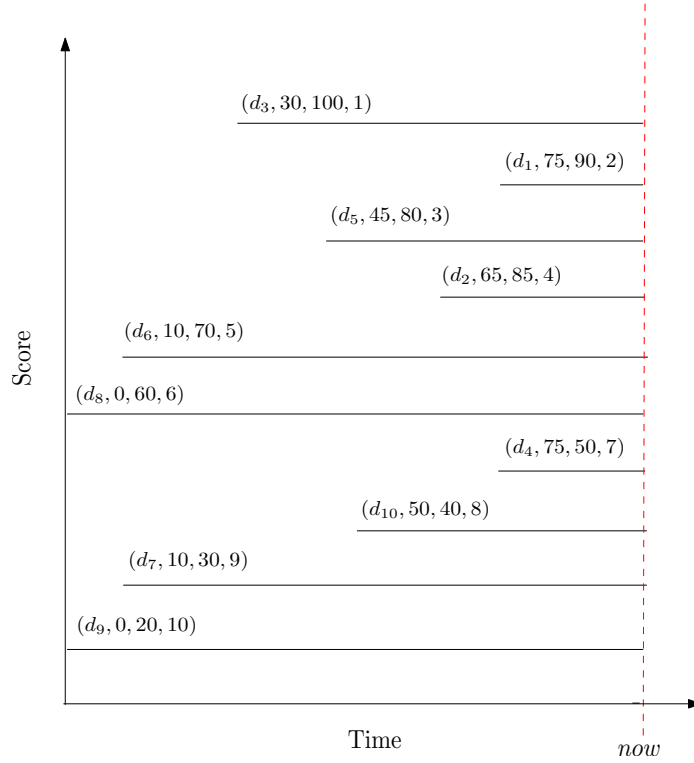 (d₃, 30, 100, 1)
(d₁, 75, 90, 2)
(d₅, 45, 80, 3)
(d₂, 65, 85, 4)
(d₆, 10, 70, 5)
Score
(d₈, 0, 60, 6)
(d₄, 75, 50, 7)
(d₁₀, 50, 40, 8)
(d₇, 10, 30, 9)
(d₉, 0, 20, 10)
Time
now